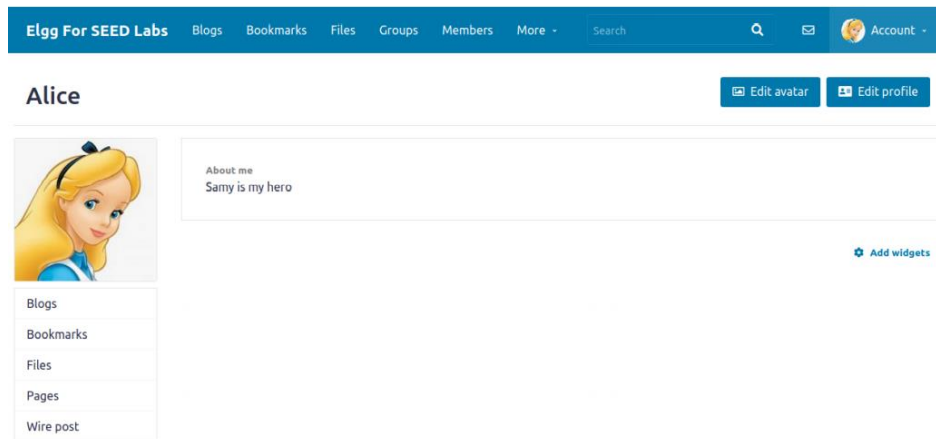 Elgg For SEED Labs Blogs Bookmarks Files Groups Members More Search Account
Alice
Edit avatar Edit profile
About me
Samy is my hero
Add widgets
Blogs
Bookmarks
Files
Pages
Wire post